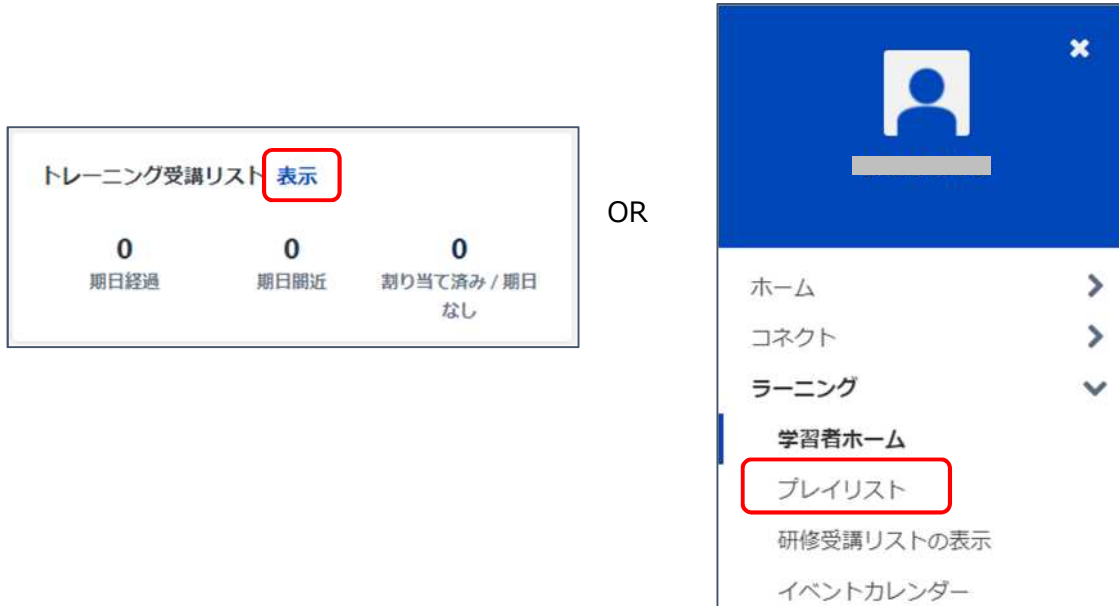 トレーニング受講リスト 表示
0 0 0
期日経過 期日間近 割り当て済み / 期日
なし
OR
ホーム
コネクト
ラーニング
学習者ホーム
プレイリスト
研修受講リストの表示
イベントカレンダー